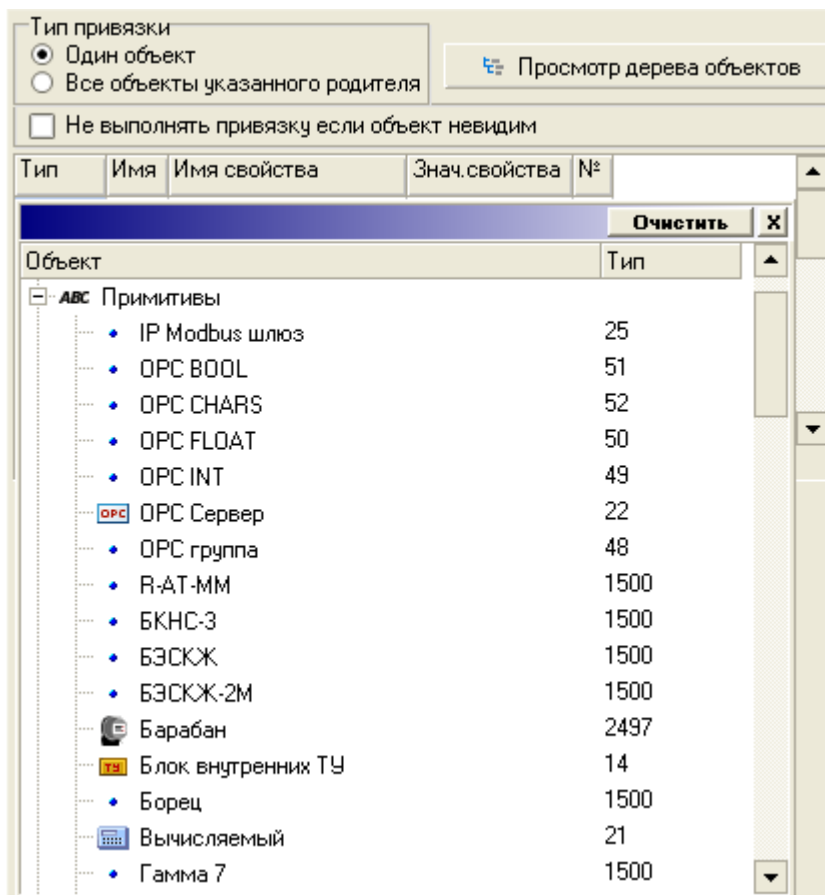 Тип привязки
Один объект
Все объекты указанного родителя
Просмотр дерева объектов
Не выполнять привязку если объект невидим
Тип Имя Имя свойства Знач.свойства №
Очистить X
Объект Тип
ABC Примитивы
IP Modbus шлюз 25
OPC BOOL 51
OPC CHARS 52
OPC FLOAT 50
OPC INT 49
OPC OPC Сервер 22
OPC группа 48
R-AT-MM 1500
БКНС-3 1500
БЭСКЖ 1500
БЭСКЖ-2М 1500
Барабан 2497
ТУ Блок внутренних ТУ 14
Борец 1500
Вычисляемый 21
Гамма 7 1500